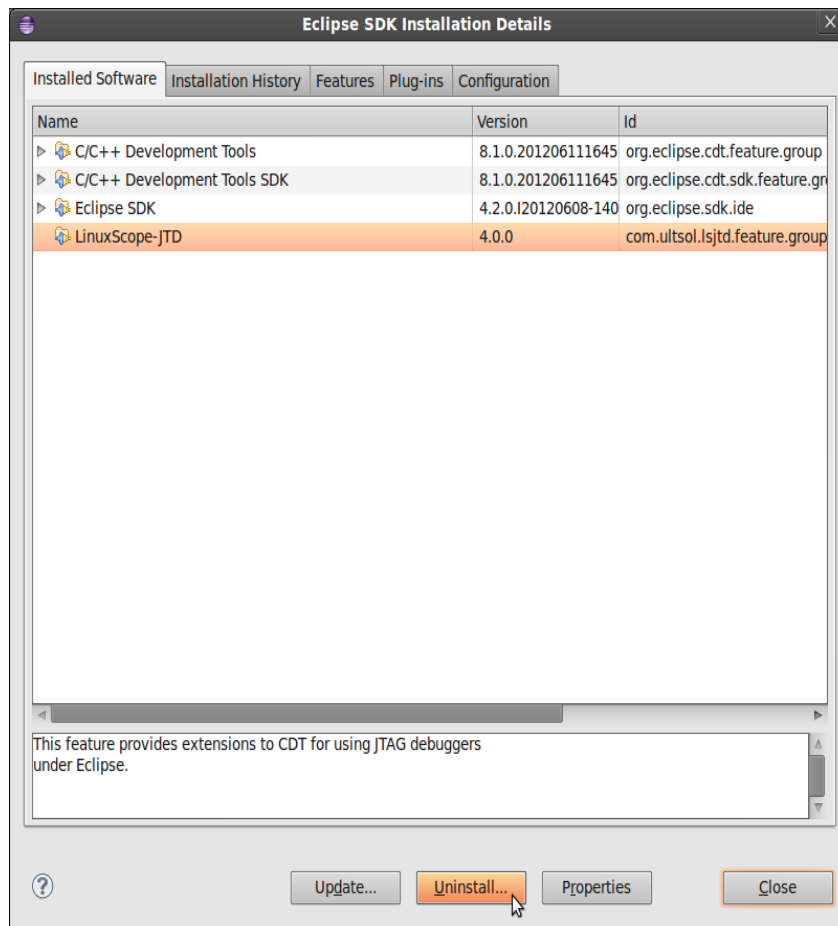 Eclipse SDK Installation Details
Installed Software Installation History Features Plug-ins Configuration
Name Version Id
C/C++ Development Tools 8.1.0.201206111645 org.eclipse.cdt.feature.group
C/C++ Development Tools SDK 8.1.0.201206111645 org.eclipse.cdt.sdk.feature.gr
Eclipse SDK 4.2.0.I20120608-140 org.eclipse.sdk.ide
LinuxScope-JTD 4.0.0 com.ultsol.lsjtd.feature.group
This feature provides extensions to CDT for using JTAG debuggers
under Eclipse.
? Update... Uninstall... Properties Close